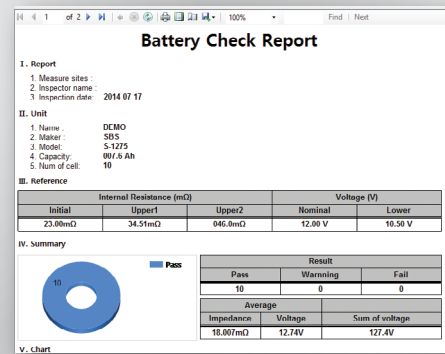 1 of 2 100% Find | Next
Battery Check Report
I . Report
1. Measure sites :
2. Inspector name :
3. Inspection date: 2014 07 17
II. Unit
1. Name : DEMO
2. Maker : SBS
3. Model: S-1275
4. Capacity: 007.6 Ah
5. Num of cell: 10
III. Reference
Internal Resistance (mΩ) Voltage (V)
Initial Upper1 Upper2 Nominal Lower
23.00mΩ 34.51mΩ 046.0mΩ 12.00 V 10.50 V
IV. Summary
Pass
10
Result
Pass Warnning Fail
10 0 0
Average
Impedance Voltage Sum of voltage
18.007mΩ 12.74V 127.4V
V . Chart